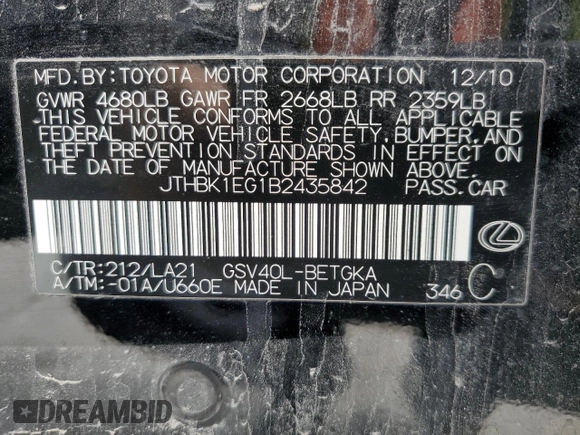 MFD.BY:TOYOTA MOTOR CORPORATION 12/10
GVWR 4680LB GAWR FR 2668LB RR 2359LB
THIS VEHICLE CONFORMS TO ALL APPLICABLE
FEDERAL MOTOR VEHICLE SAFETY,BUMPER,AND
THEFT PREVENTION STANDARDS IN EFFECT ON
THE DATE OF MANUFACTURE SHOWN ABOVE.
JTHBK1EG1B2435842 PASS.CAR
C/TR:212/LA21 GSV40L-BETGKA
A/TM:-01A/U660E MADE IN JAPAN 346 C
DREAMBID